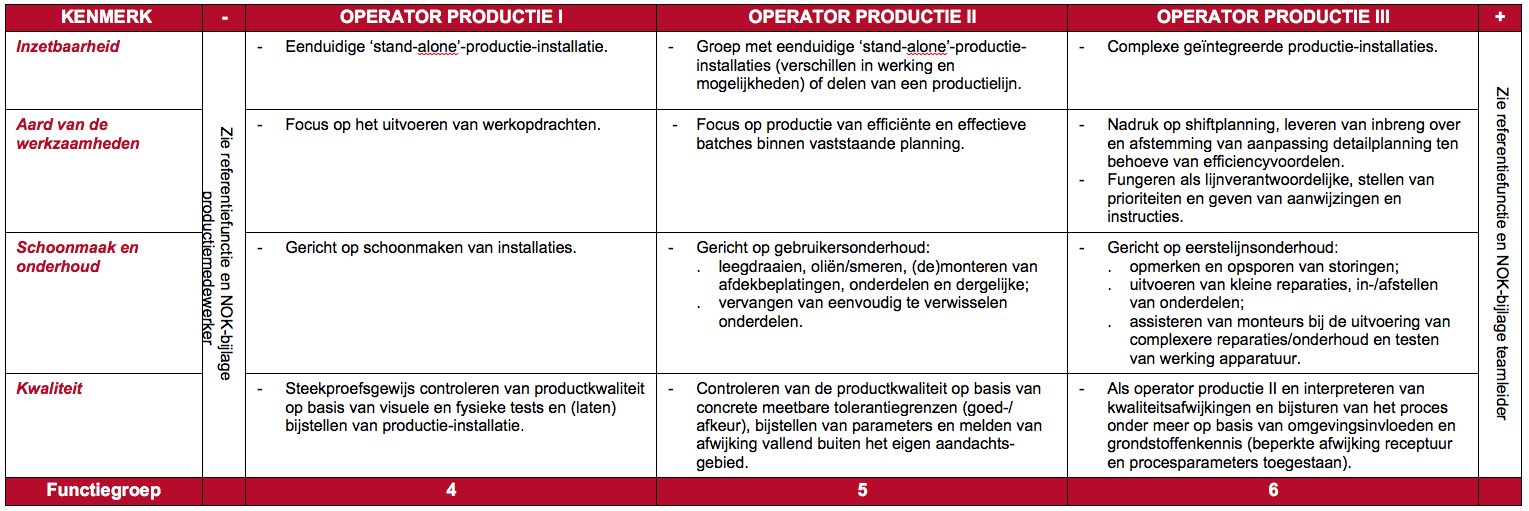 KENMERK - OPERATOR PRODUCTIE I OPERATOR PRODUCTIE II OPERATOR PRODUCTIE III +
Inzetbaarheid
Zie referentiefunctie en NOK-bijlage
productiemedewerker
- Eenduidige ‘stand-alone’-productie-installatie.
- Groep met eenduidige ‘stand-alone’-productie-
installaties (verschillen in werking en
mogelijkheden) of delen van een productielijn.
- Complexe geïntegreerde productie-installaties.
Zie referentiefunctie en NOK-bijlage teamleider
Aard van de
werkzaamheden
- Focus op het uitvoeren van werkopdrachten.
- Focus op productie van efficiënte en effectieve
batches binnen vaststaande planning.
- Nadruk op shiftplanning, leveren van inbreng over
en afstemming van aanpassing detailplanning ten
behoeve van efficiencyvoordelen.
- Fungeren als lijnverantwoordelijke, stellen van
prioriteiten en geven van aanwijzingen en
instructies.
Schoonmaak en
onderhoud
- Gericht op schoonmaken van installaties.
- Gericht op gebruikersonderhoud:
. leegdraaien, oliën/smeren, (de)monteren van
afdekbeplatingen, onderdelen en dergelijke;
. vervangen van eenvoudig te verwisselen
onderdelen.
- Gericht op eerstelijnsonderhoud:
. opmerken en opsporen van storingen;
. uitvoeren van kleine reparaties, in-/afstellen
van onderdelen;
. assisteren van monteurs bij de uitvoering van
complexere reparaties/onderhoud en testen
van werking apparatuur.
Kwaliteit
- Steekproefsgewijs controleren van productkwaliteit
op basis van visuele en fysieke tests en (laten)
bijstellen van productie-installatie.
- Controleren van de productkwaliteit op basis van
concrete meetbare tolerantiegrenzen (goed-/
afkeur), bijstellen van parameters en melden van
afwijking vallend buiten het eigen aandachts-
gebied.
- Als operator productie II en interpreteren van
kwaliteitsafwijkingen en bijsturen van het proces
onder meer op basis van omgevingsinvloeden en
grondstoffenkennis (beperkte afwijking receptuur
en procesparameters toegestaan).
Functiegroep 4 5 6